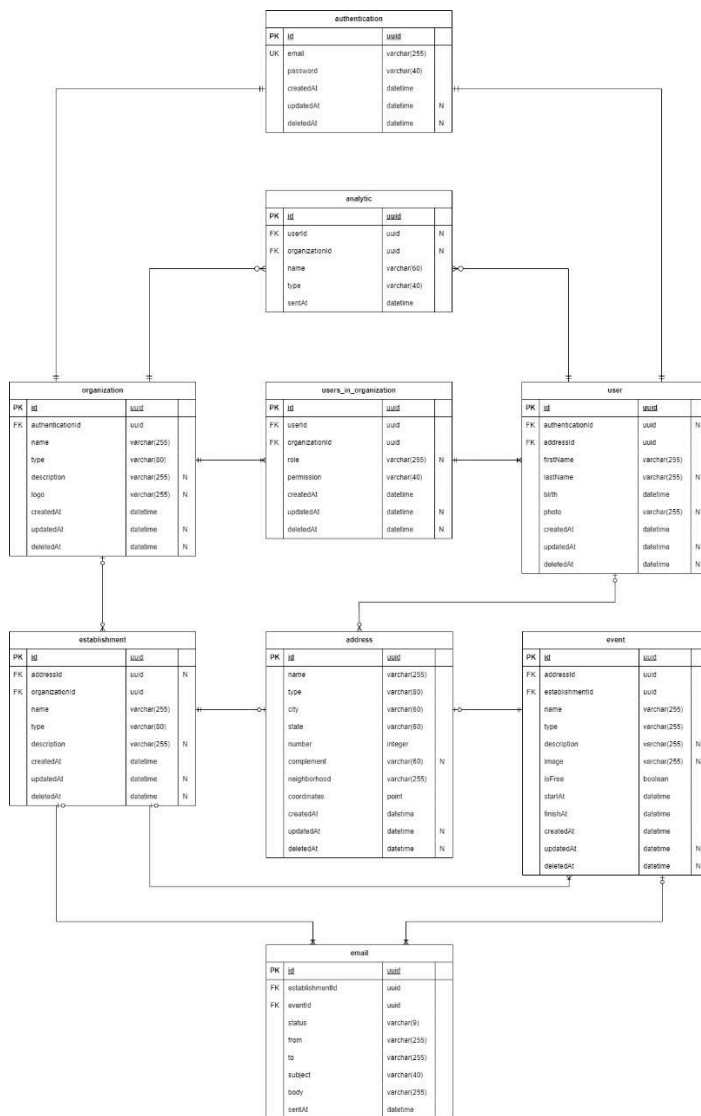 authentication
PK id uuid
UK email varchar(255)
password varchar(40)
createdAt datetime
updatedAt datetime N
deletedAt datetime N
analytic
PK id uuid
FK userId uuid N
FK organizationId uuid N
name varchar(60)
type varchar(40)
sentAt datetime
organization
PK id uuid
FK authenticationId uuid
name varchar(255)
type varchar(80)
description varchar(255) N
logo varchar(255) N
createdAt datetime
updatedAt datetime N
deletedAt datetime N
users_in_organization
PK id uuid
FK userId uuid
FK organizationId uuid
role varchar(255) N
permission varchar(40)
createdAt datetime
updatedAt datetime N
deletedAt datetime N
user
PK id uuid
FK authenticationId uuid N
FK addressId uuid
firstName varchar(255)
lastName varchar(255) N
birth datetime
photo varchar(255) N
createdAt datetime
updatedAt datetime N
deletedAt datetime N
establishment
PK id uuid
FK addressId uuid N
FK organizationId uuid
name varchar(255)
type varchar(80)
description varchar(255) N
createdAt datetime
updatedAt datetime N
deletedAt datetime N
address
PK id uuid
name varchar(255)
type varchar(80)
city varchar(60)
state varchar(60)
number integer
complement varchar(60) N
neighborhood varchar(255)
coordinates point
createdAt datetime
updatedAt datetime N
deletedAt datetime N
event
PK id uuid
FK addressId uuid
FK establishmentId uuid
name varchar(255)
type varchar(255)
description varchar(255) N
image varchar(255) N
isFree boolean
startAt datetime
finishAt datetime
createdAt datetime
updatedAt datetime N
deletedAt datetime N
email
PK id uuid
FK establishmentId uuid
FK eventId uuid
status varchar(9)
from varchar(255)
to varchar(255)
subject varchar(40)
body varchar(255)
sentAt datetime